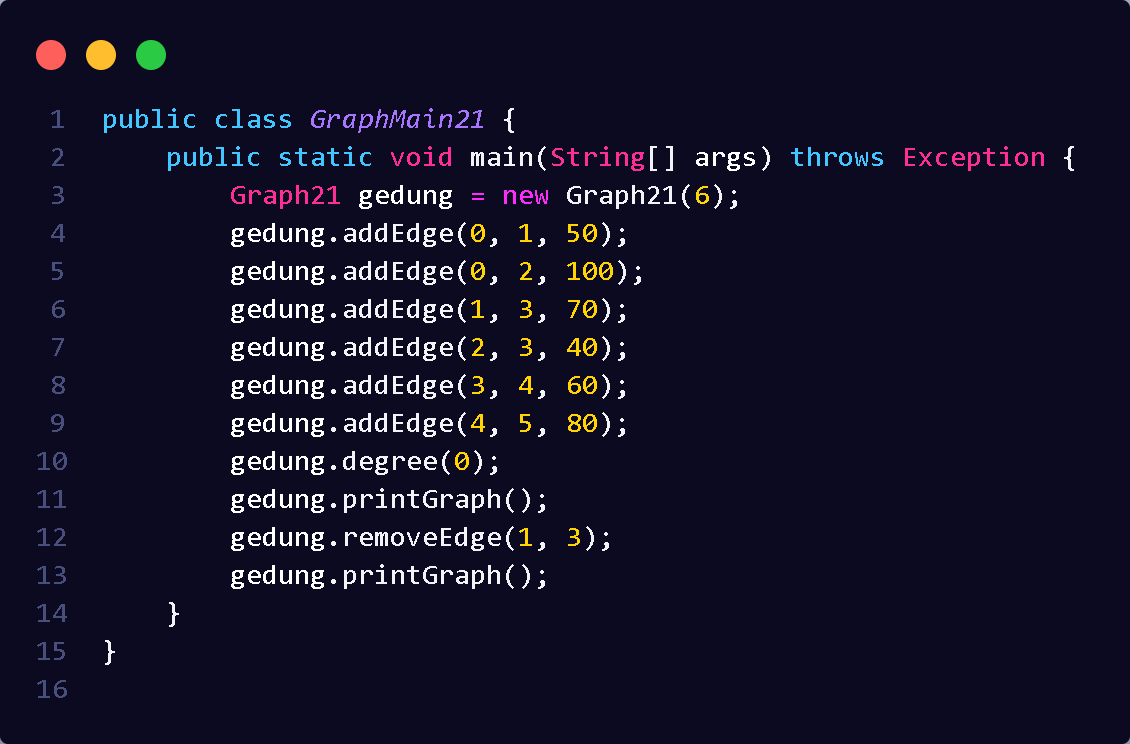 1 public class GraphMain21 {
2     public static void main(String[] args) throws Exception {
3         Graph21 gedung = new Graph21(6);
4         gedung.addEdge(0, 1, 50);
5         gedung.addEdge(0, 2, 100);
6         gedung.addEdge(1, 3, 70);
7         gedung.addEdge(2, 3, 40);
8         gedung.addEdge(3, 4, 60);
9         gedung.addEdge(4, 5, 80);
10         gedung.degree(0);
11         gedung.printGraph();
12         gedung.removeEdge(1, 3);
13         gedung.printGraph();
14     }
15 }
16